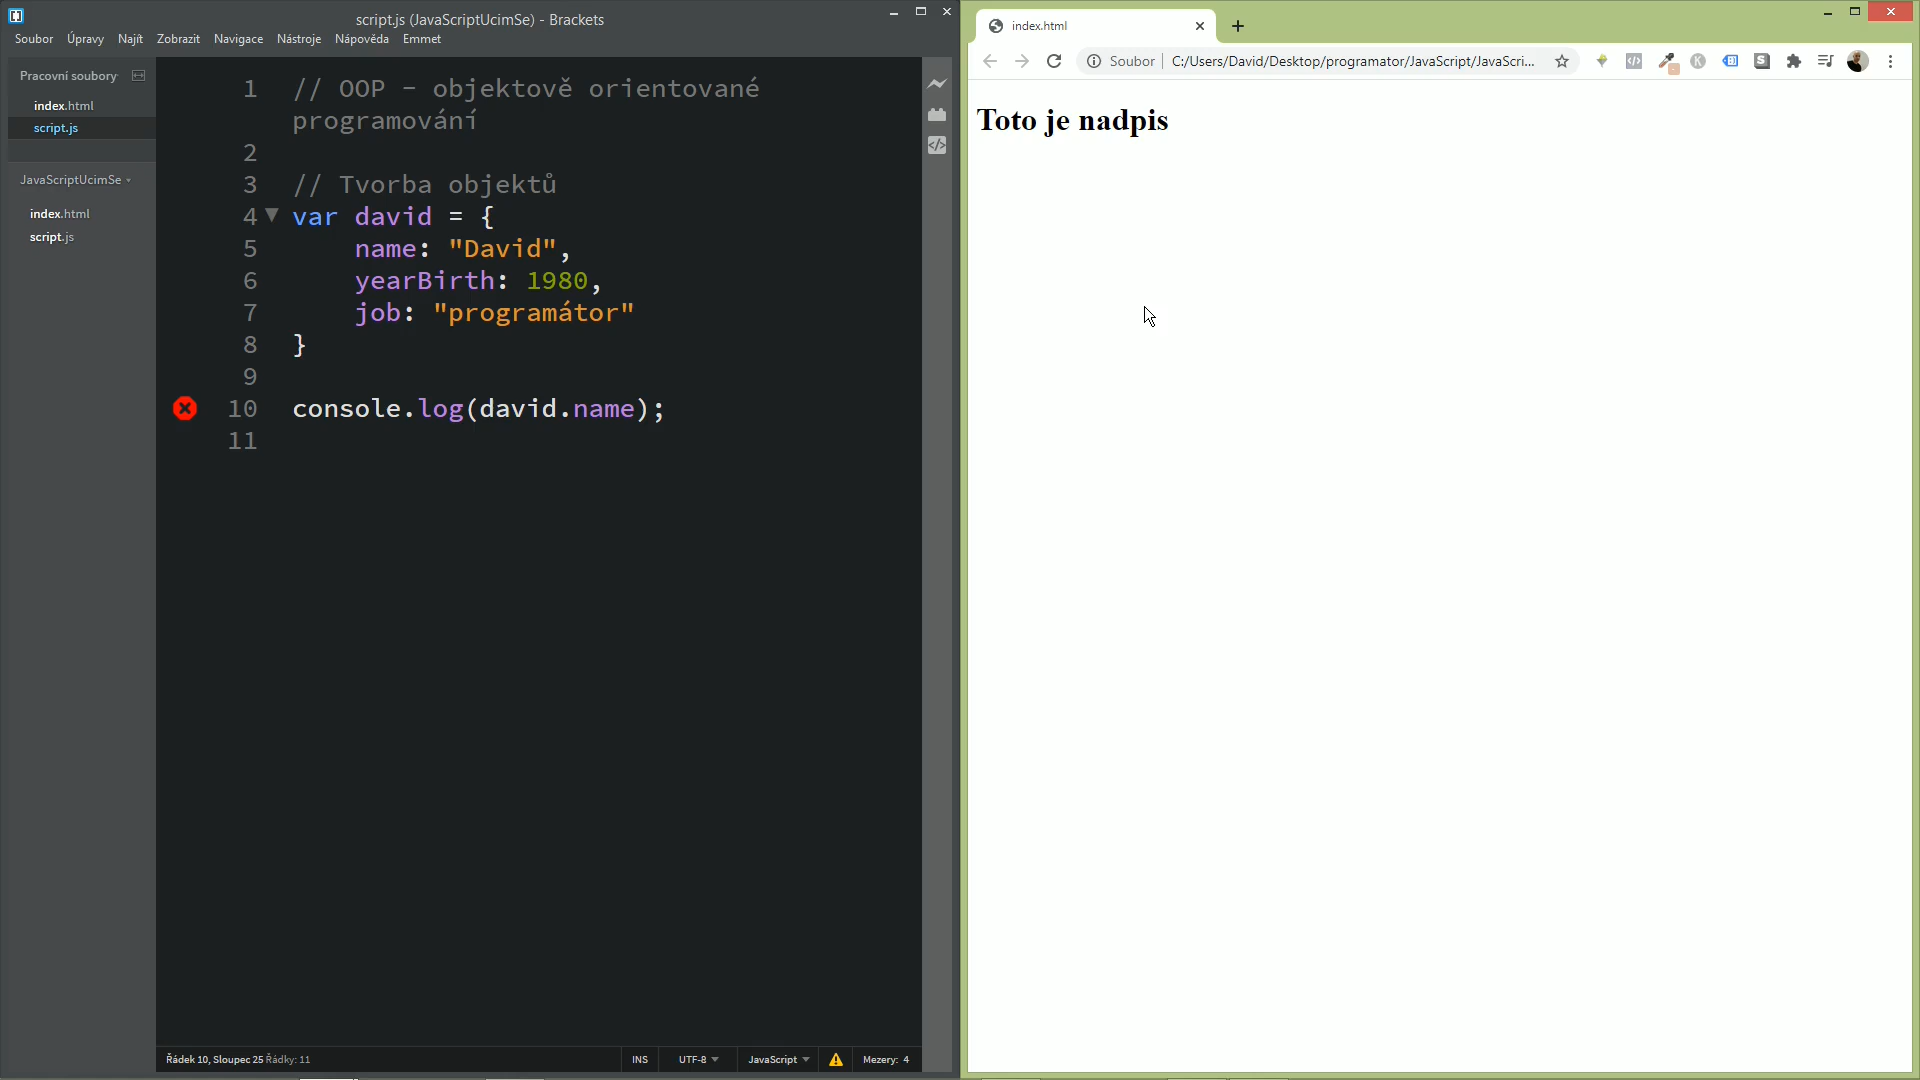 script.js (JavaScriptUcimSe) - Brackets
Soubor Úpravy Najít Zobrazit Navigace Nástroje Nápověda Emmet
Pracovní soubory
index.html
script.js
JavaScriptUcimSe
index.html
script.js
1 // OOP - objektově orientované
programování
2
3 // Tvorba objektů
4 var david = {
5 name: "David",
6 yearBirth: 1980,
7 job: "programátor"
8 }
9
10 console.log(david.name);
11
Řádek 10, Sloupec 25 Řádky: 11
INS UTF-8 JavaScript Mezery: 4
index.html
Soubor C:/Users/David/Desktop/programator/JavaScript/JavaScri...
Toto je nadpis